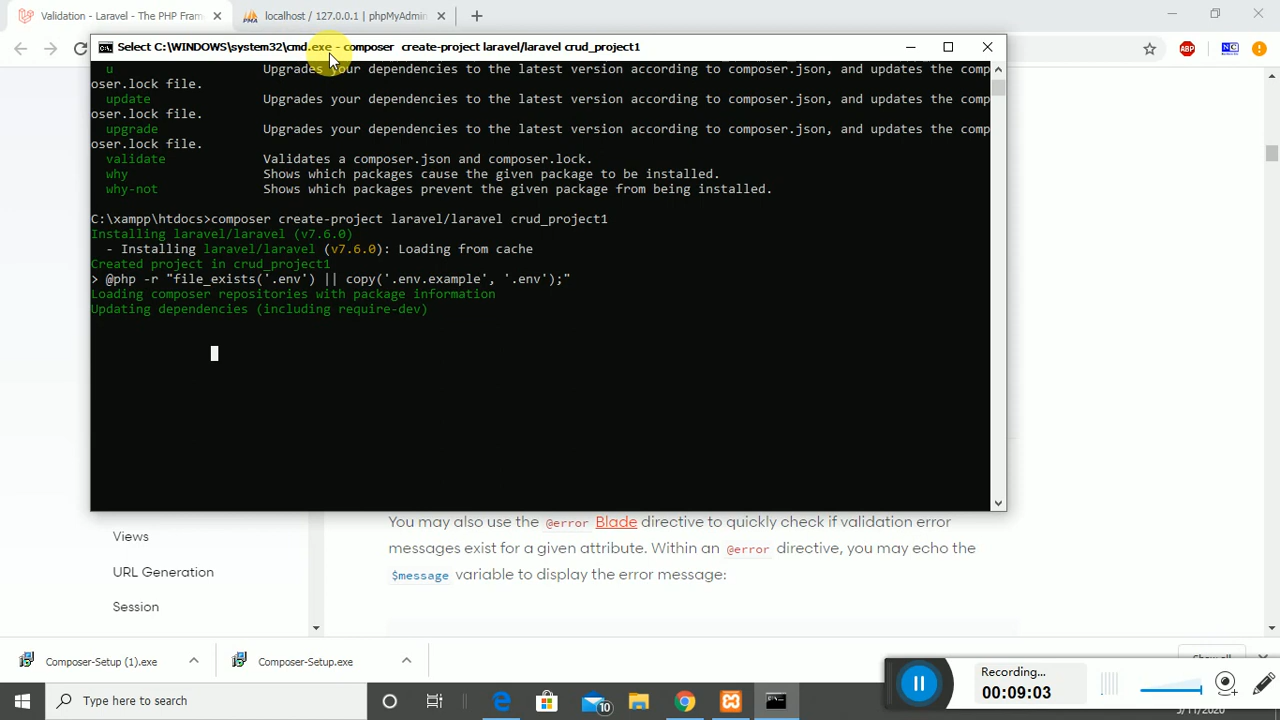 Validation - Laravel - The PHP Fram
localhost / 127.0.0.1 | phpMyAdmin
Select C:\WINDOWS\system32\cmd.exe - composer create-project laravel/laravel crud_project1
ABP
u Upgrades your dependencies to the latest version according to composer.json, and updates the comp
oser.lock file.
update Upgrades your dependencies to the latest version according to composer.json, and updates the comp
oser.lock file.
upgrade Upgrades your dependencies to the latest version according to composer.json, and updates the comp
oser.lock file.
validate Validates a composer.json and composer.lock.
why Shows which packages cause the given package to be installed.
why-not Shows which packages prevent the given package from being installed.
C:\xampp\htdocs>composer create-project laravel/laravel crud_project1
Installing laravel/laravel (v7.6.0)
- Installing laravel/laravel (v7.6.0): Loading from cache
Created project in crud_project1
> @php -r "file_exists('.env') || copy('.env.example', '.env');"
Loading composer repositories with package information
Updating dependencies (including require-dev)
You may also use the @error Blade directive to quickly check if validation error
messages exist for a given attribute. Within an @error directive, you may echo the
$message variable to display the error message:
Views
URL Generation
Session
Composer-Setup (1).exe
Composer-Setup.exe
Show all
Recording...
00:09:03
Type here to search
10
5/11/2020